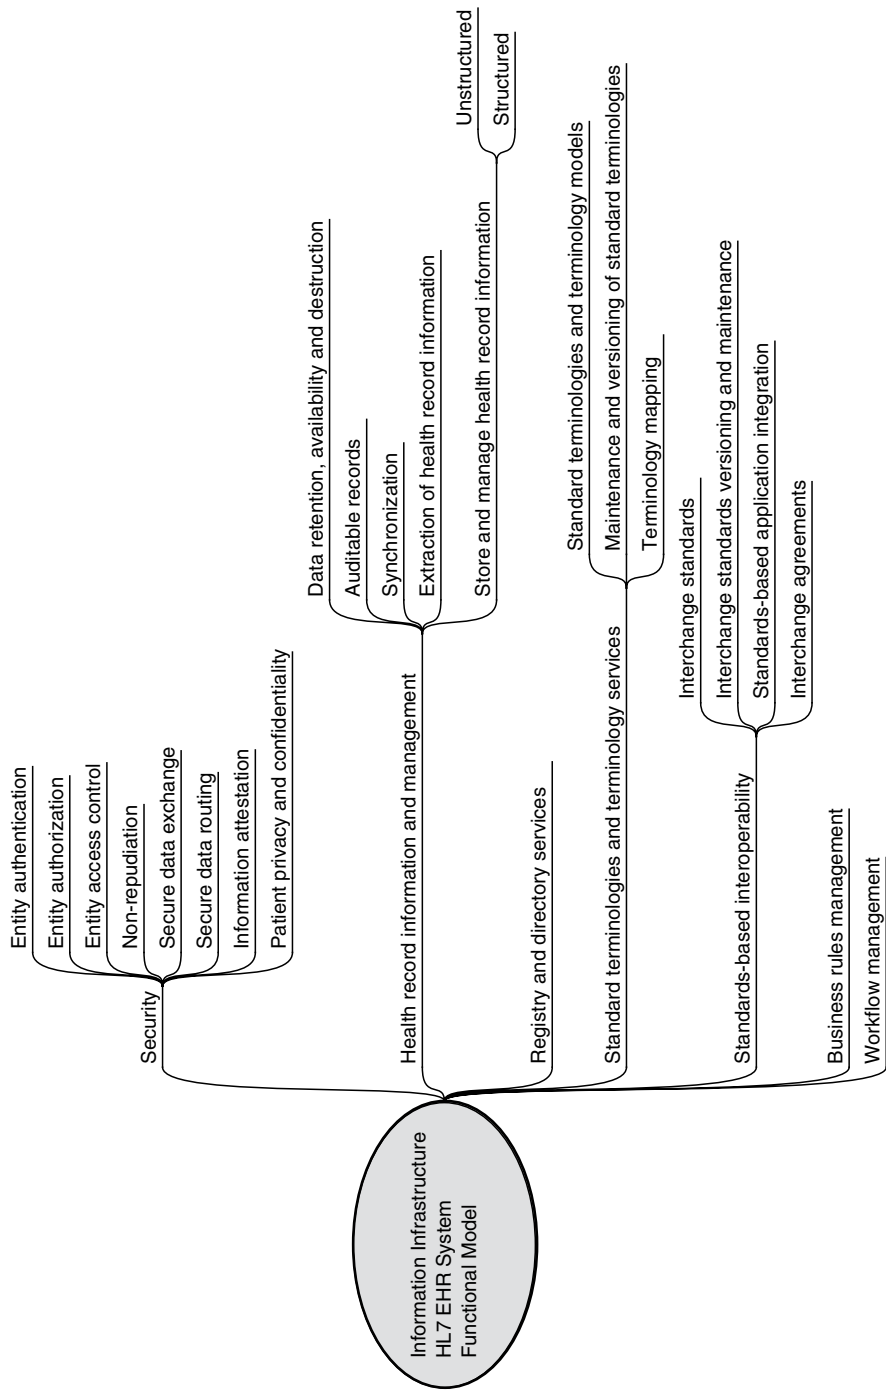 Information Infrastructure
HL7 EHR System
Functional Model
Security
Entity authentication
Entity authorization
Entity access control
Non-repudiation
Secure data exchange
Secure data routing
Information attestation
Patient privacy and confidentiality
Health record information and management
Data retention, availability and destruction
Auditable records
Synchronization
Extraction of health record information
Store and manage health record information
Unstructured
Structured
Registry and directory services
Standard terminologies and terminology services
Standard terminologies and terminology models
Maintenance and versioning of standard terminologies
Terminology mapping
Standards-based interoperability
Interchange standards
Interchange standards versioning and maintenance
Standards-based application integration
Interchange agreements
Business rules management
Workflow management